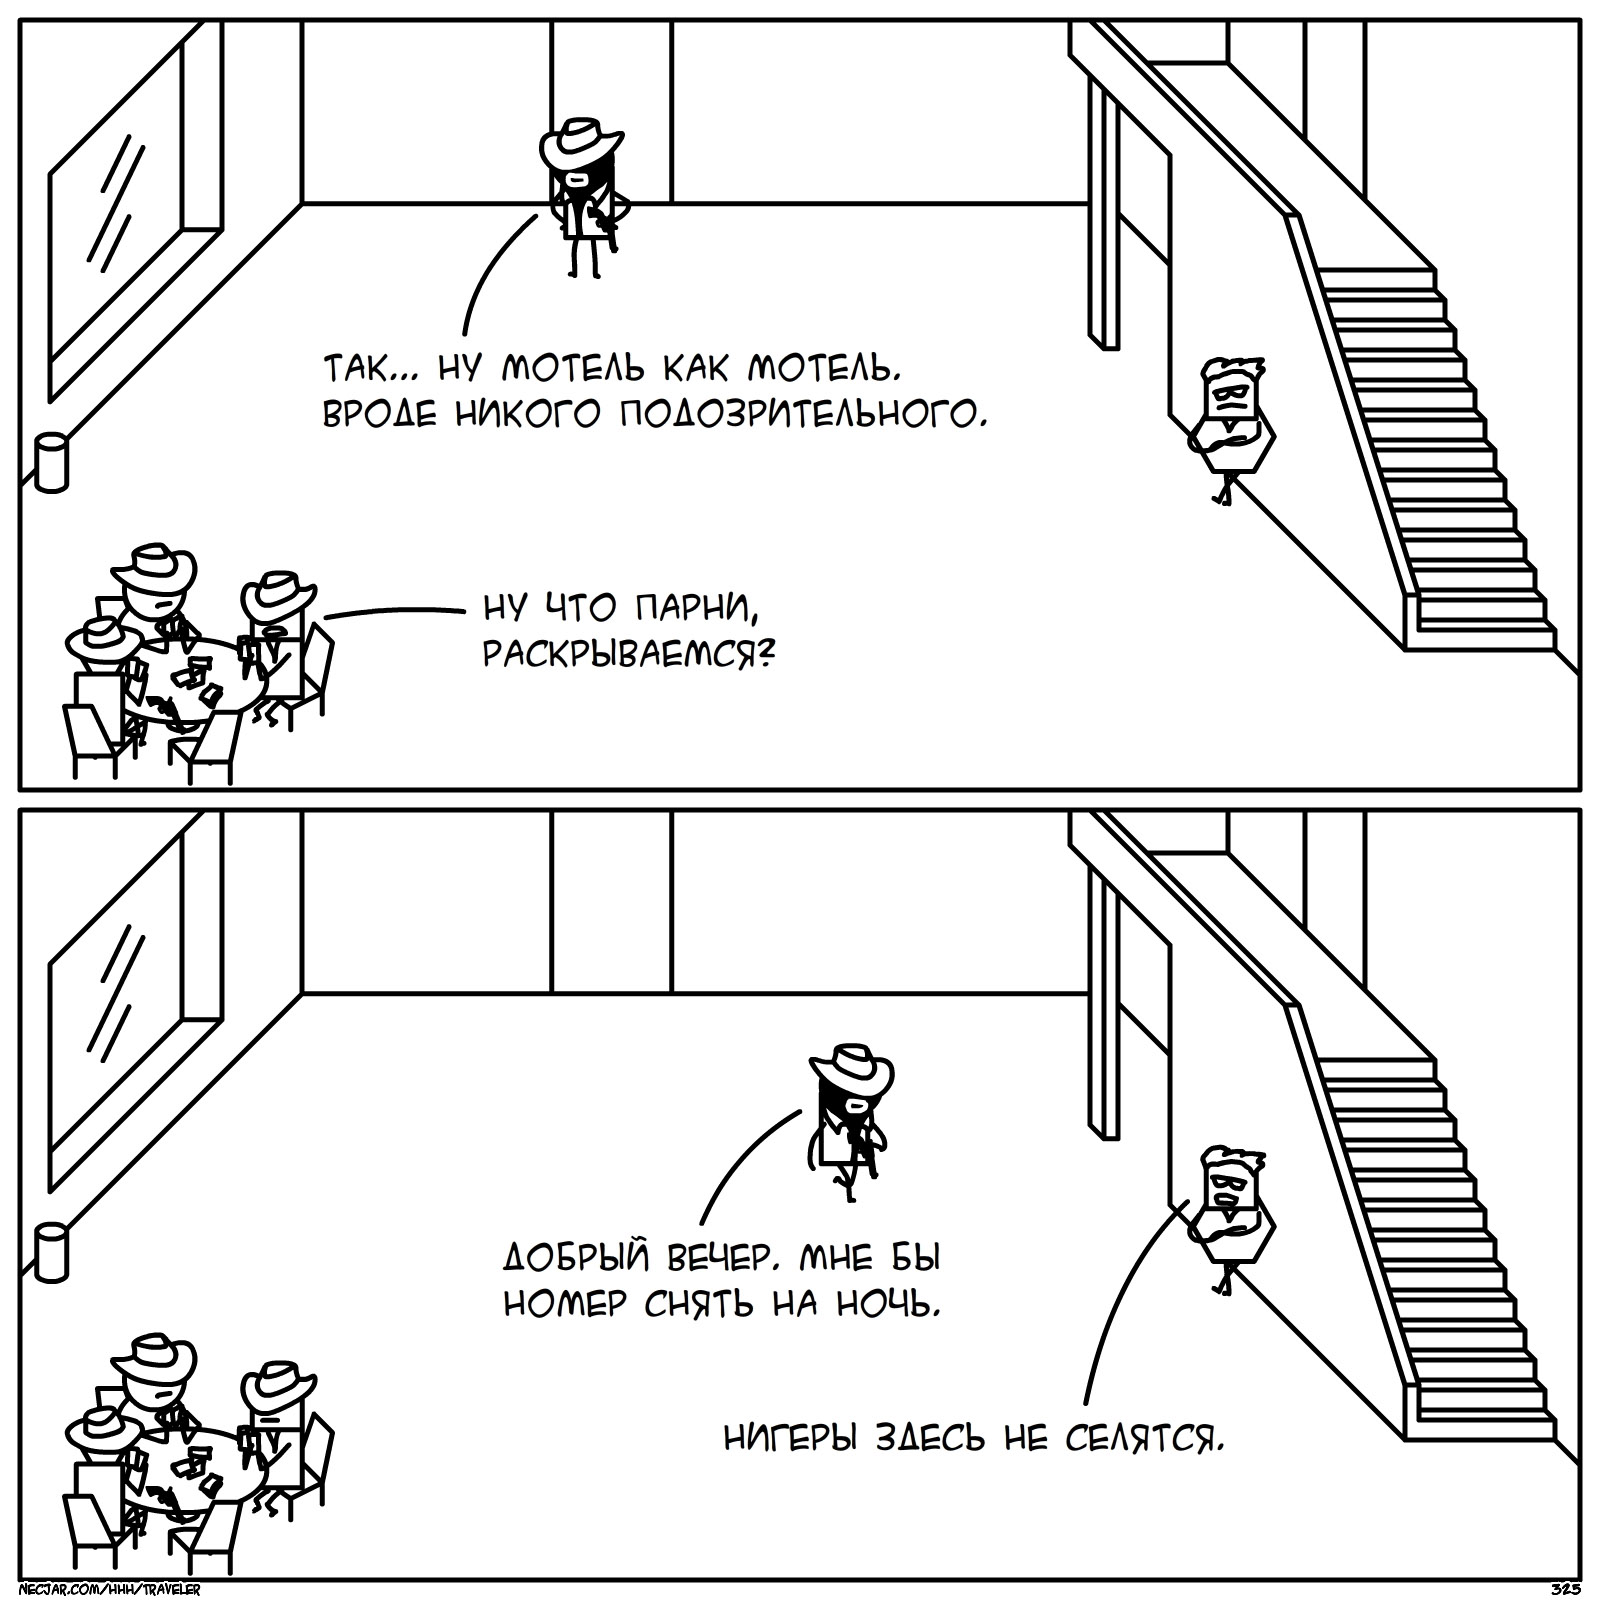 ТАК... НУ МОТЕЛЬ КАК МОТЕЛЬ.
ВРОДЕ НИКОГО ПОДОЗРИТЕЛЬНОГО.
НУ ЧТО ПАРНИ,
РАСКРЫВАЕМСЯ?
ДОБРЫЙ ВЕЧЕР. МНЕ БЫ
НОМЕР СНЯТЬ НА НОЧЬ.
НИГЕРЫ ЗДЕСЬ НЕ СЕЛЯТСЯ.
NECJAR.COM/HHH/TRAVELER
325